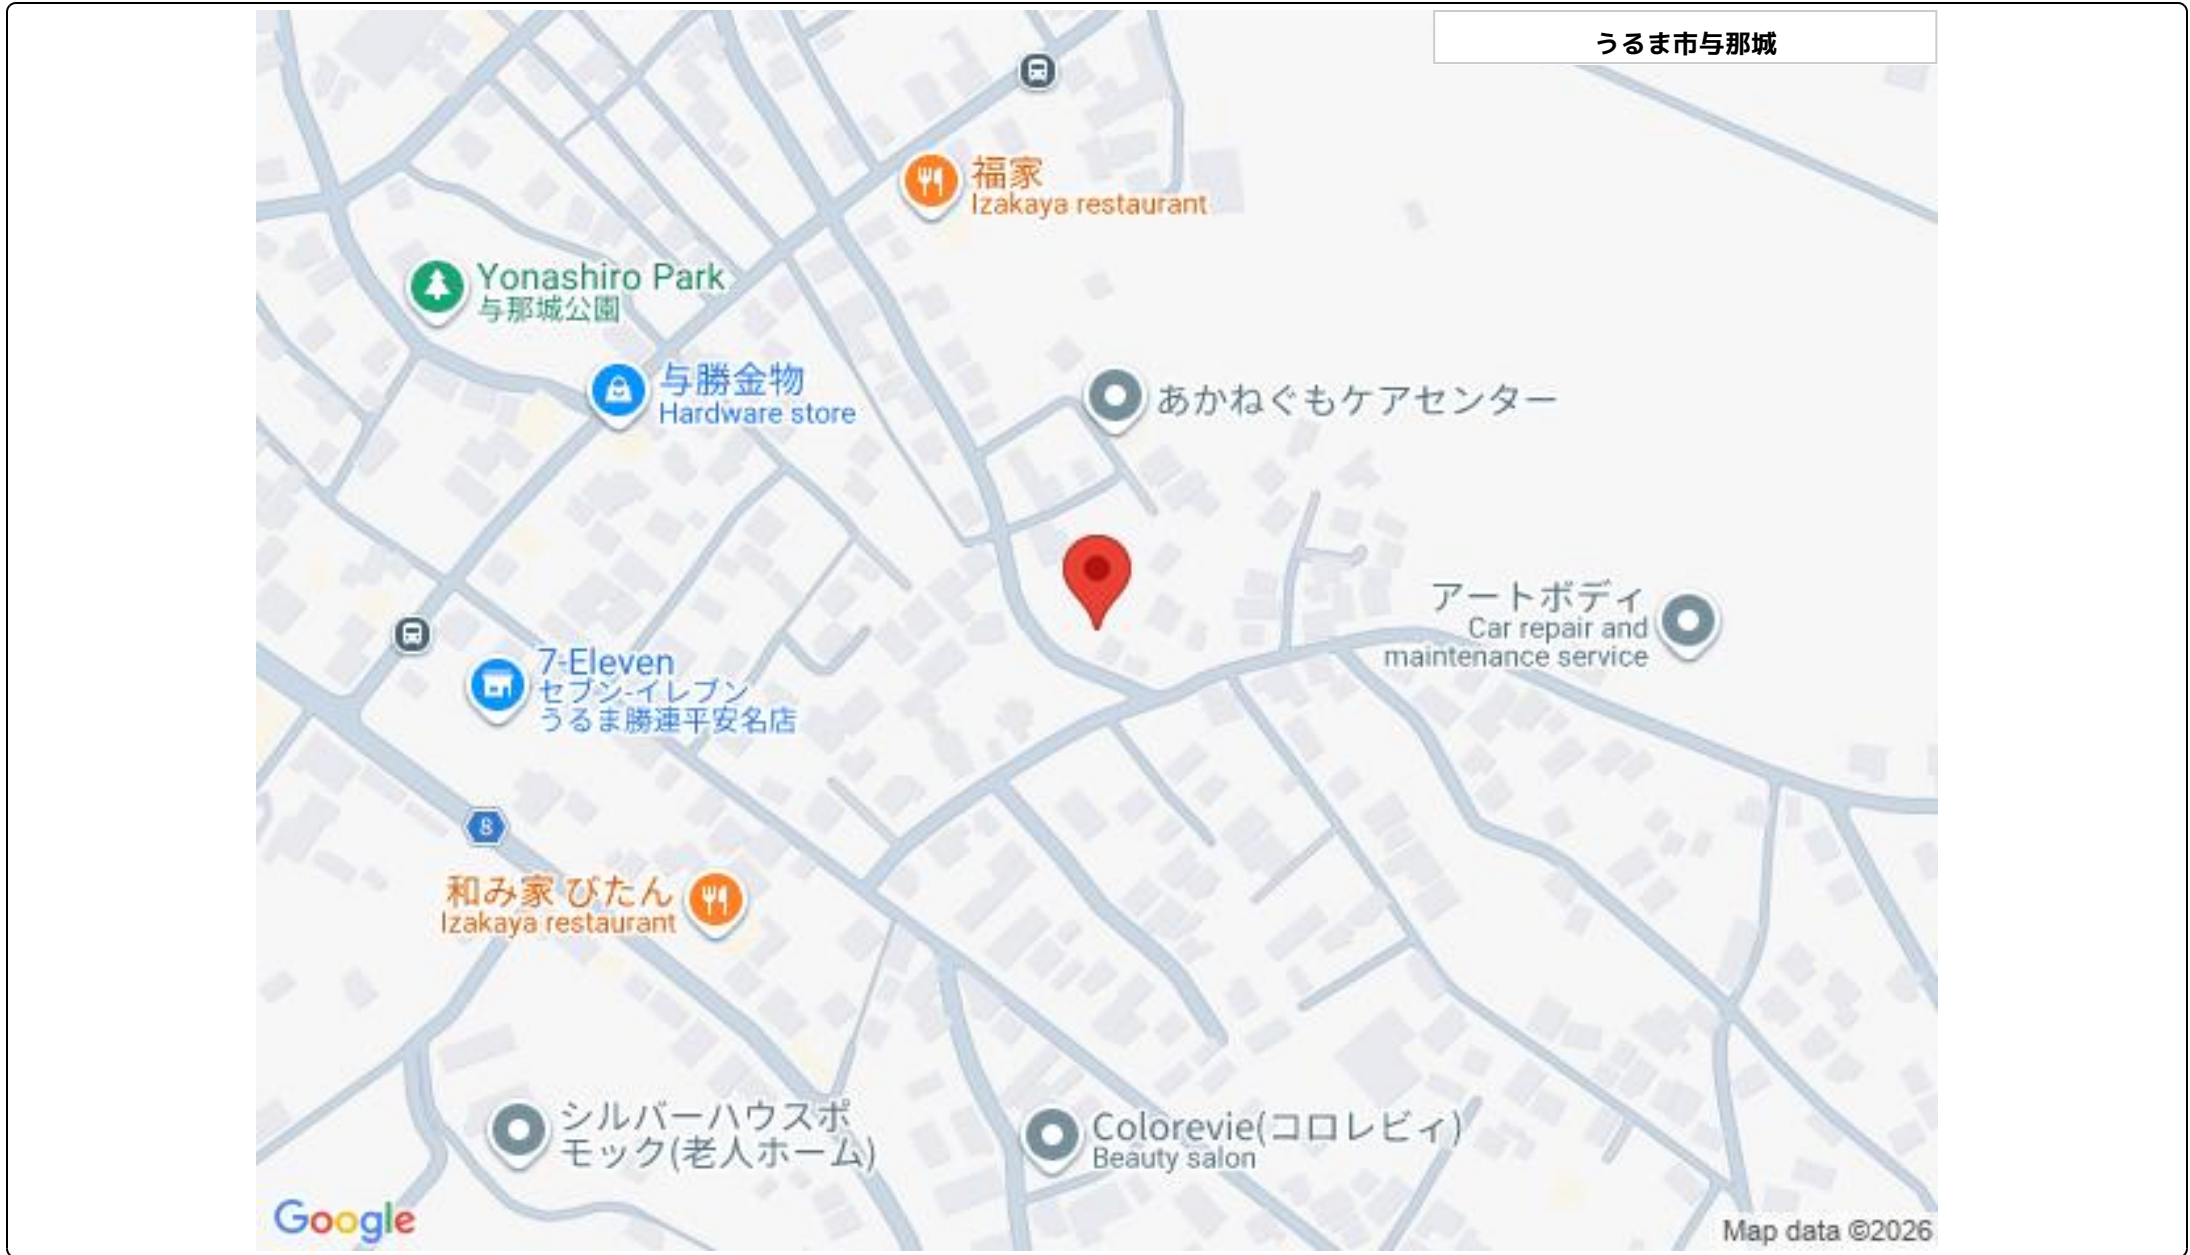 うるま市与那城
福家
Izakaya restaurant
Yonashiro Park
与那城公園
与勝金物
Hardware store
あかねぐもケアセンター
アートボディ
Car repair and
maintenance service
7-Eleven
セブン-イレブン
うるま勝連平安名店
8
和み家 びたん
Izakaya restaurant
シルバーハウスポ
モック(老人ホーム)
Colorevie(コロレビィ)
Beauty salon
Google
Map data ©2026